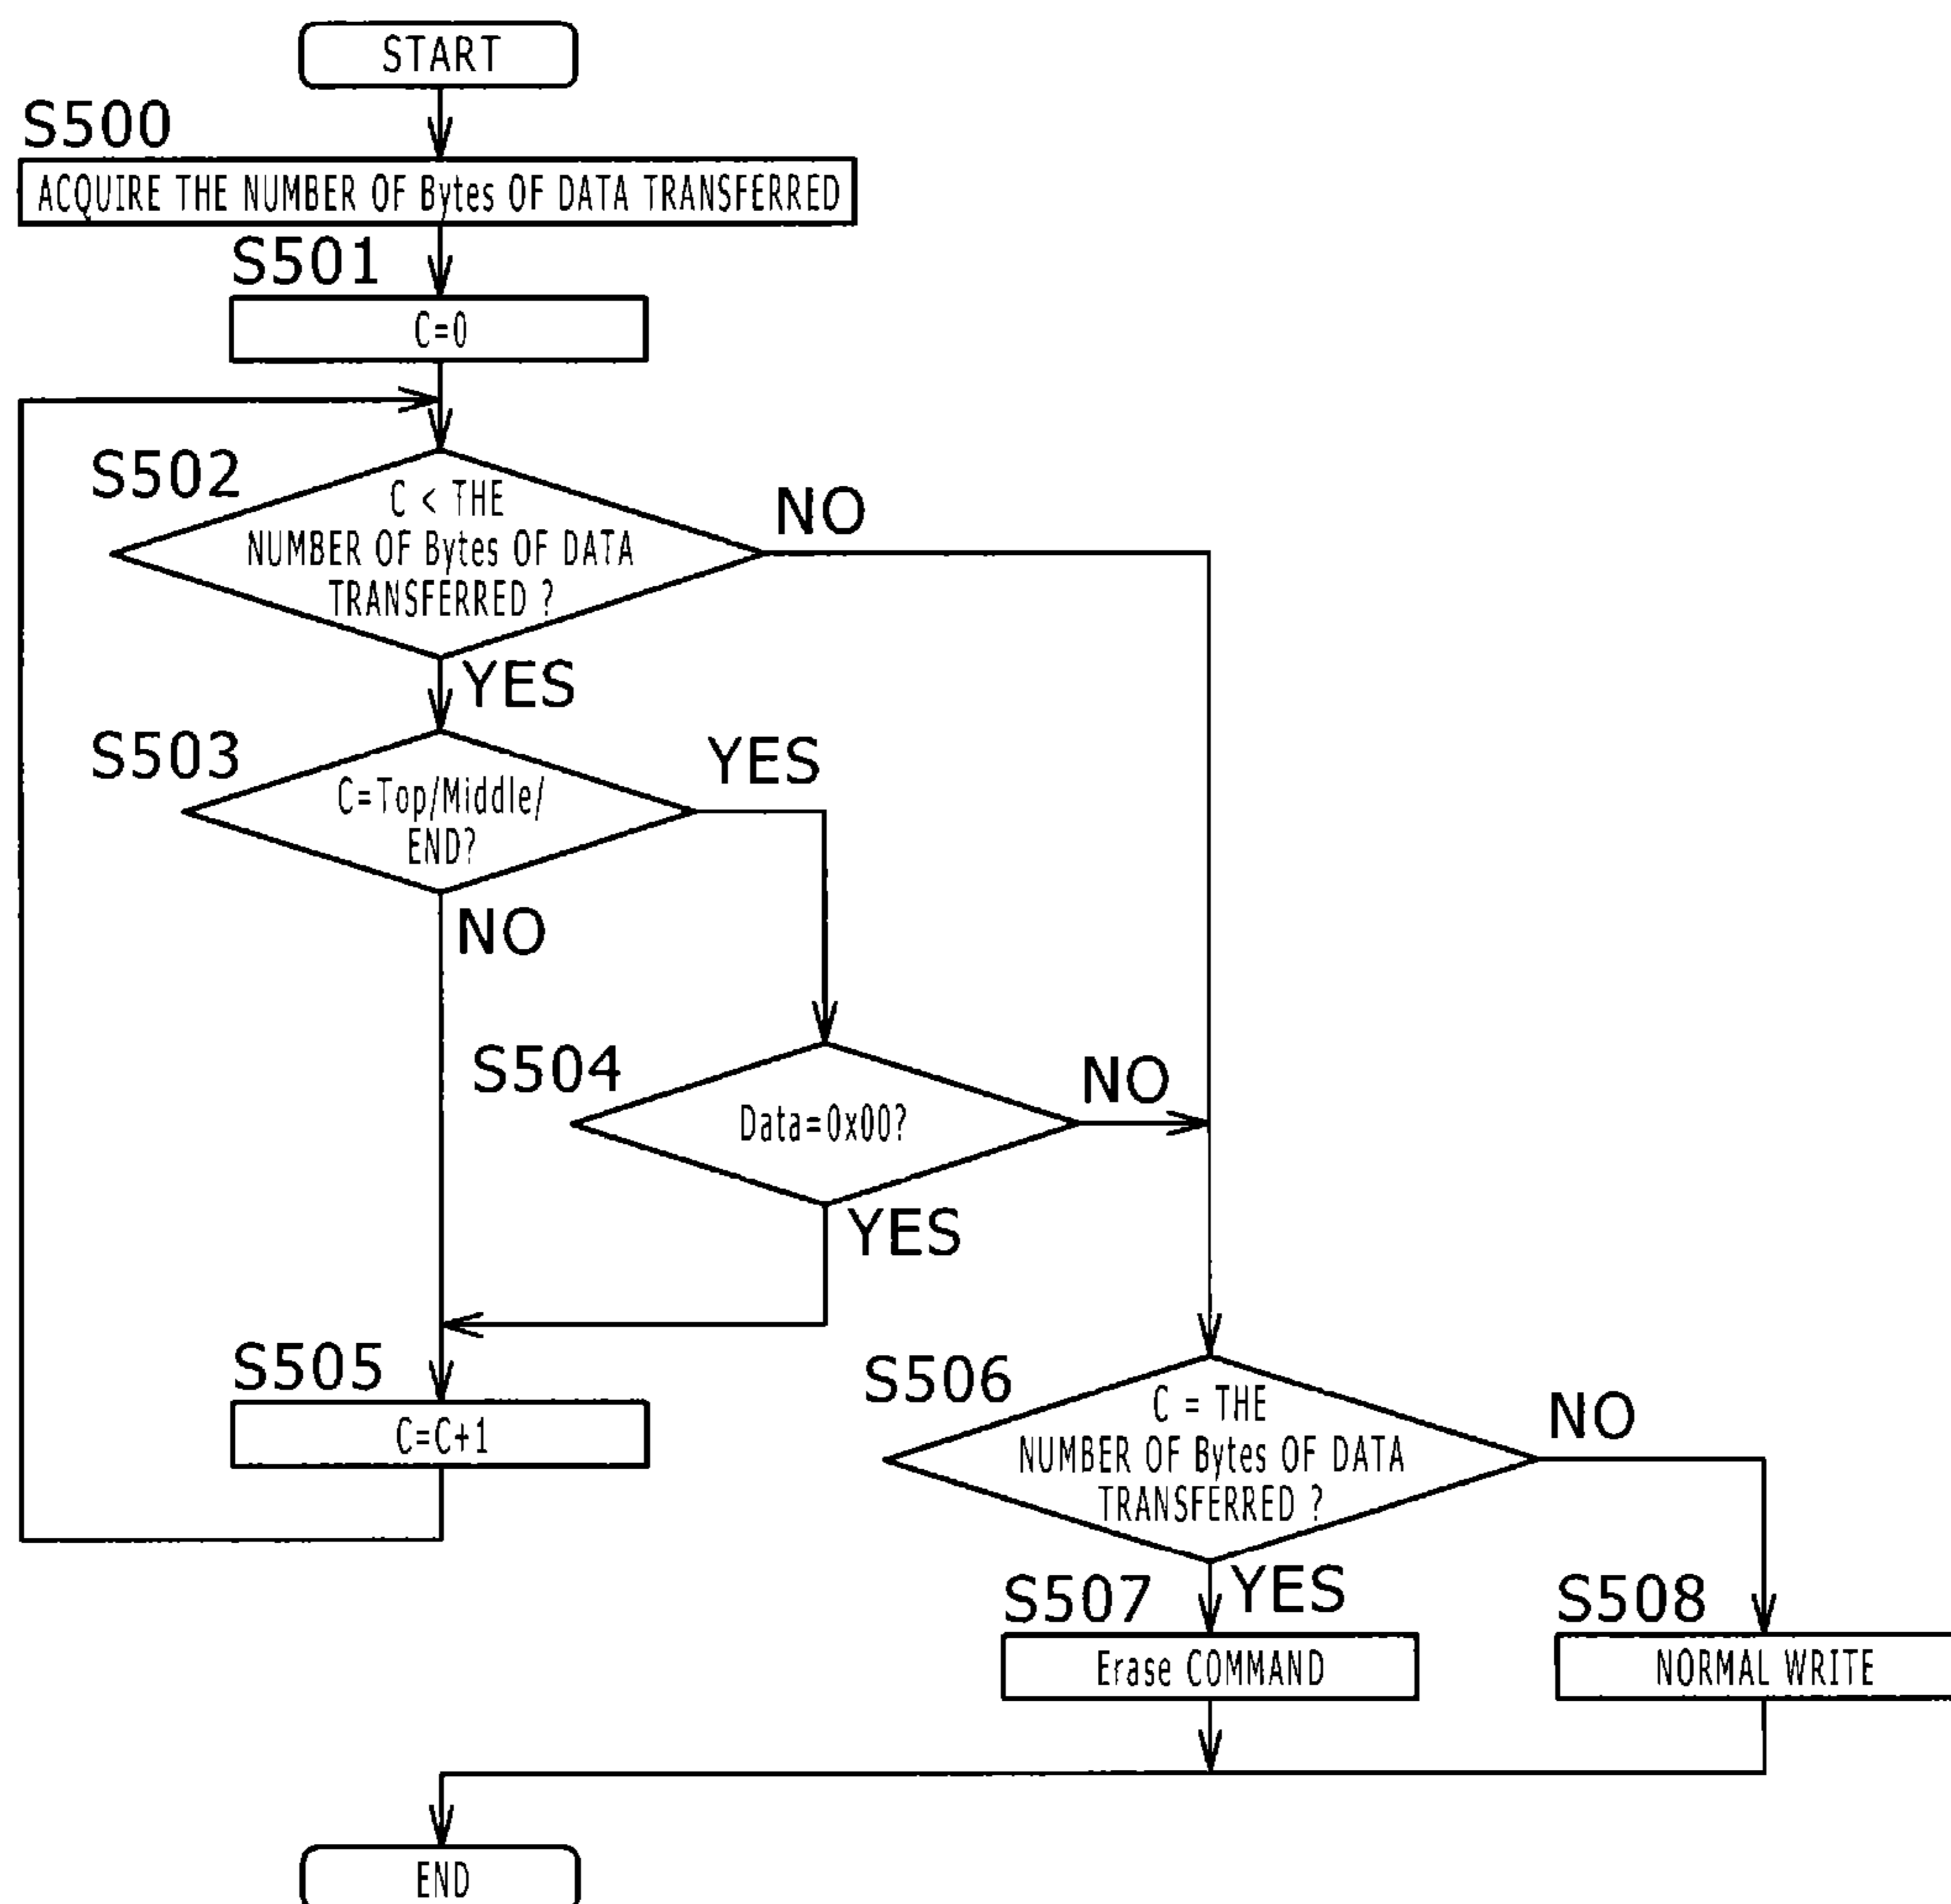 START
S500
ACQUIRE THE NUMBER OF Bytes OF DATA TRANSFERRED
S501
C=0
S502
C < THE
NUMBER OF Bytes OF DATA
TRANSFERRED ?
NO
YES
S503
C=Top/Middle/
END?
YES
NO
S504
Data=0x00?
NO
YES
S505
C=C+1
S506
C = THE
NUMBER OF Bytes OF DATA
TRANSFERRED ?
NO
YES
S507
Erase COMMAND
S508
NORMAL WRITE
END